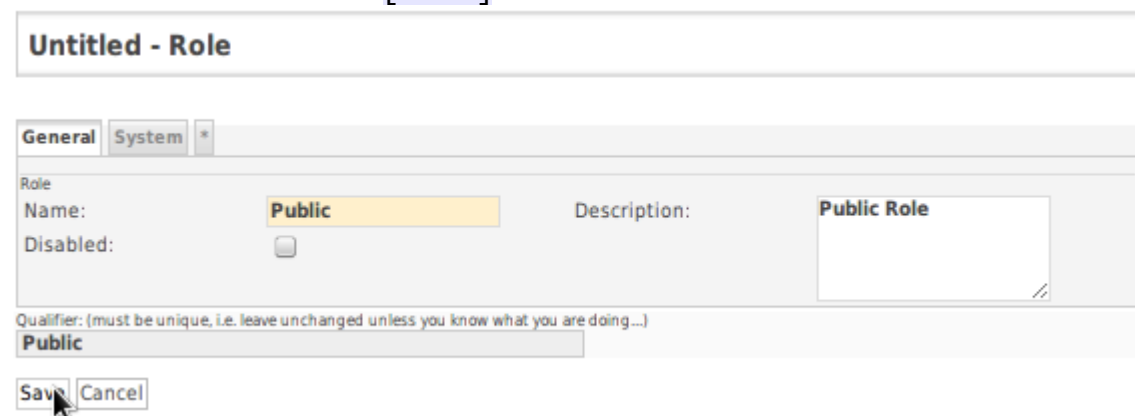 Untitled - Role
General System *
Role
Name: Public Description: Public Role
Disabled:
Qualifier: (must be unique, i.e. leave unchanged unless you know what you are doing...)
Public
Save Cancel